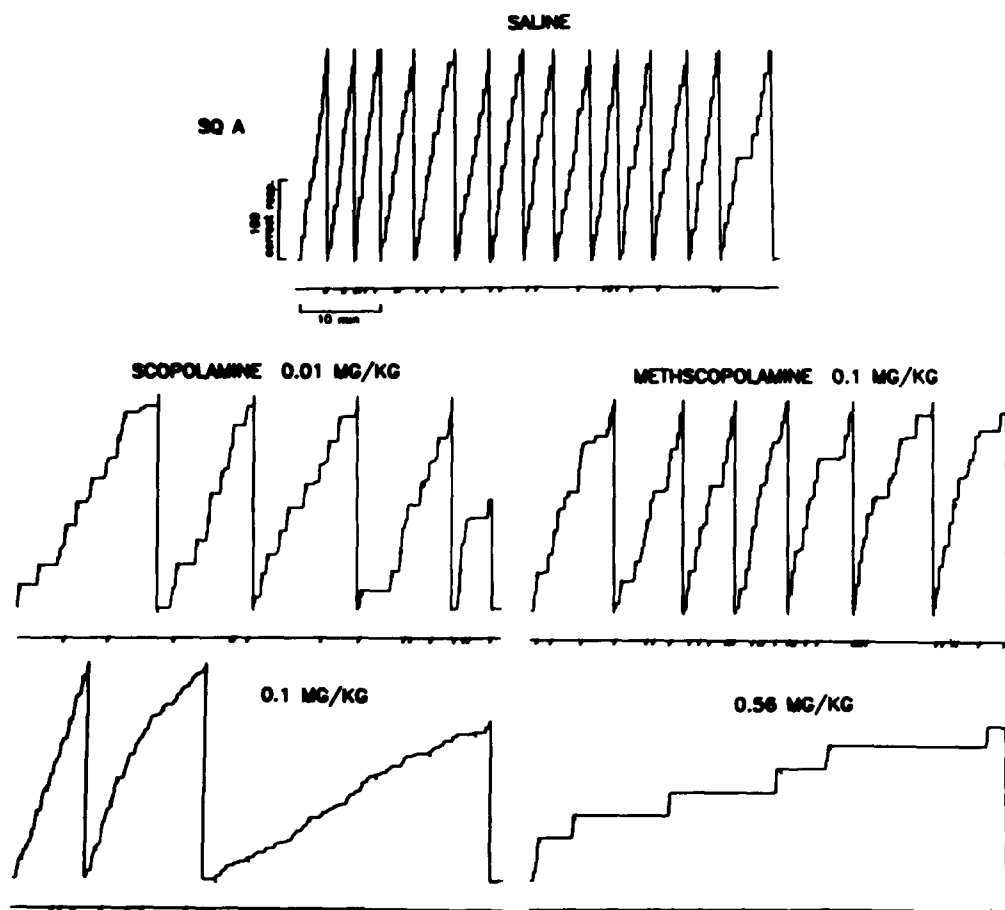 SALINE
SQ A
100
correct resp.
10 min
SCOPOLAMINE 0.01 MG/KG
METHSCOPOLAMINE 0.1 MG/KG
0.1 MG/KG
0.56 MG/KG